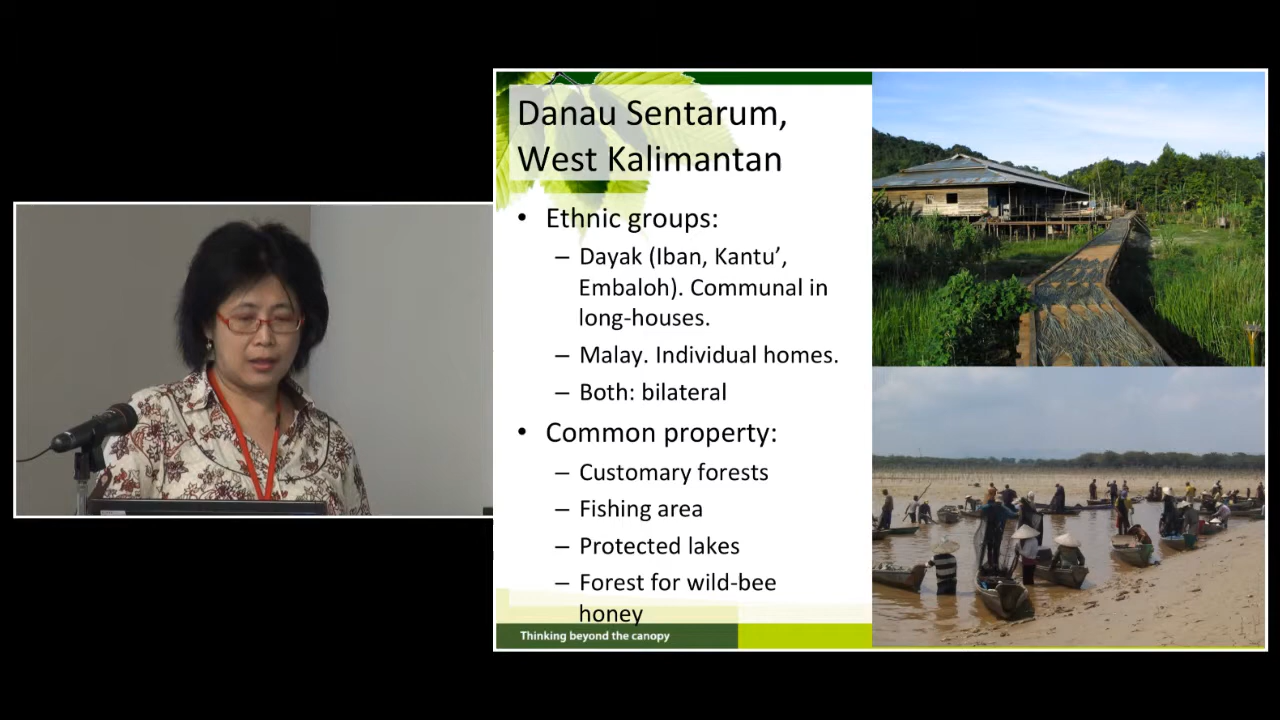 Danau Sentarum,
West Kalimantan
• Ethnic groups:
– Dayak (Iban, Kantu’,
Embaloh). Communal in
long-houses.
– Malay. Individual homes.
– Both: bilateral
• Common property:
– Customary forests
– Fishing area
– Protected lakes
– Forest for wild-bee
honey
Thinking beyond the canopy